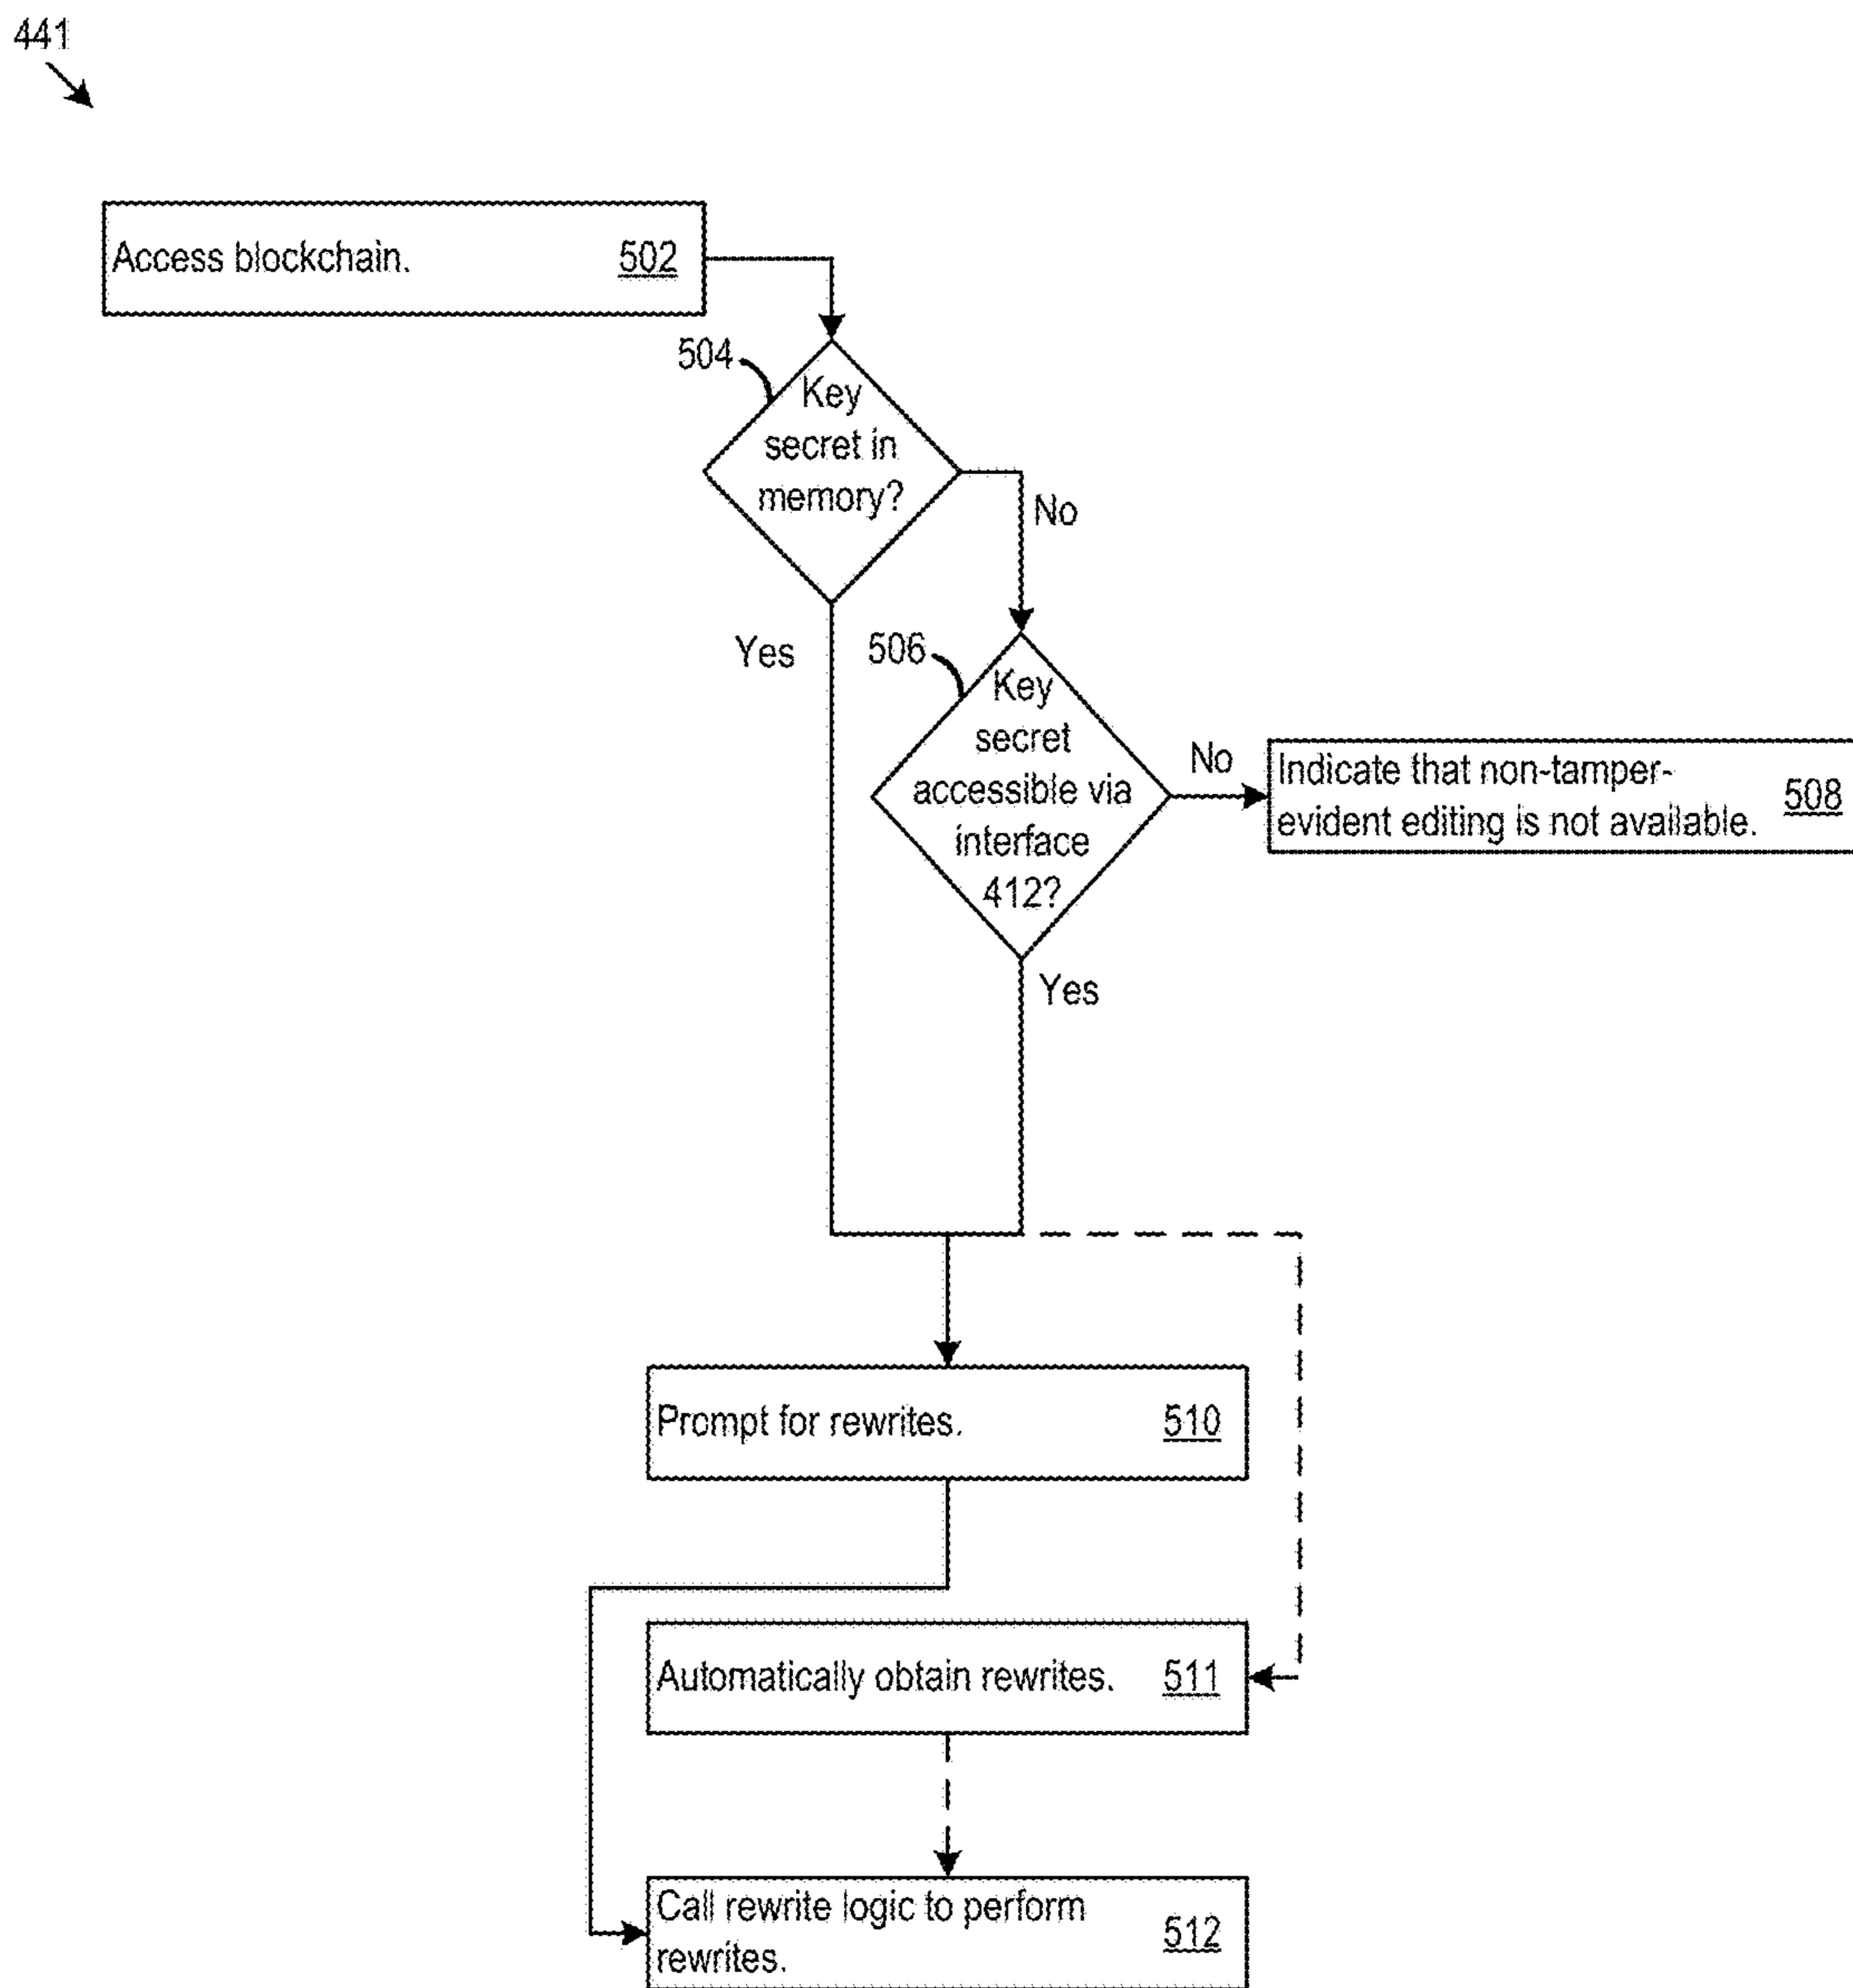 441
Access blockchain. 502
504
Key
secret in
memory?
No
Yes
506
Key
secret
accessible via
interface
412?
No
Indicate that non-tamper-
evident editing is not available. 508
Yes
Prompt for rewrites. 510
Automatically obtain rewrites. 511
Call rewrite logic to perform
rewrites. 512